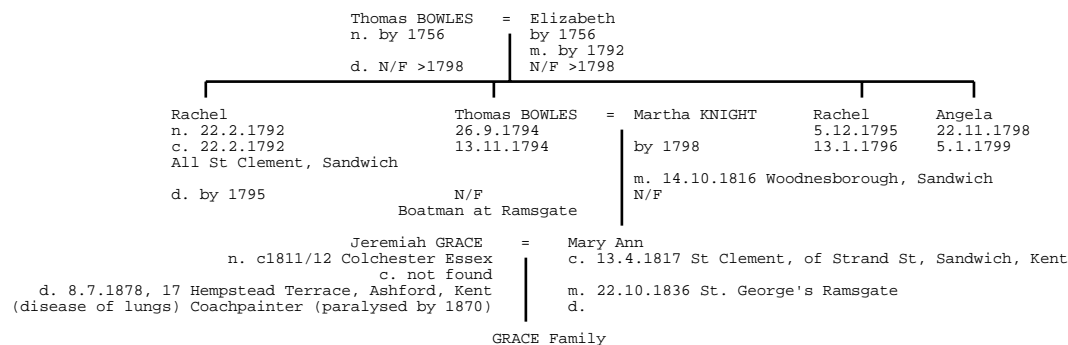 Thomas BOWLES = Elizabeth
n. by 1756 by 1756
m. by 1792
d. N/F >1798 N/F >1798
Rachel Thomas BOWLES = Martha KNIGHT Rachel Angela
n. 22.2.1792 26.9.1794 5.12.1795 22.11.1798
c. 22.2.1792 13.11.1794 by 1798 13.1.1796 5.1.1799
All St Clement, Sandwich
m. 14.10.1816 Woodnesborough, Sandwich
d. by 1795 N/F N/F
Boatman at Ramsgate
Jeremiah GRACE = Mary Ann
n. c1811/12 Colchester Essex c. 13.4.1817 St Clement, of Strand St, Sandwich, Kent
c. not found
d. 8.7.1878, 17 Hempstead Terrace, Ashford, Kent m. 22.10.1836 St. George's Ramsgate
(disease of lungs) Coachpainter (paralysed by 1870) d.
GRACE Family